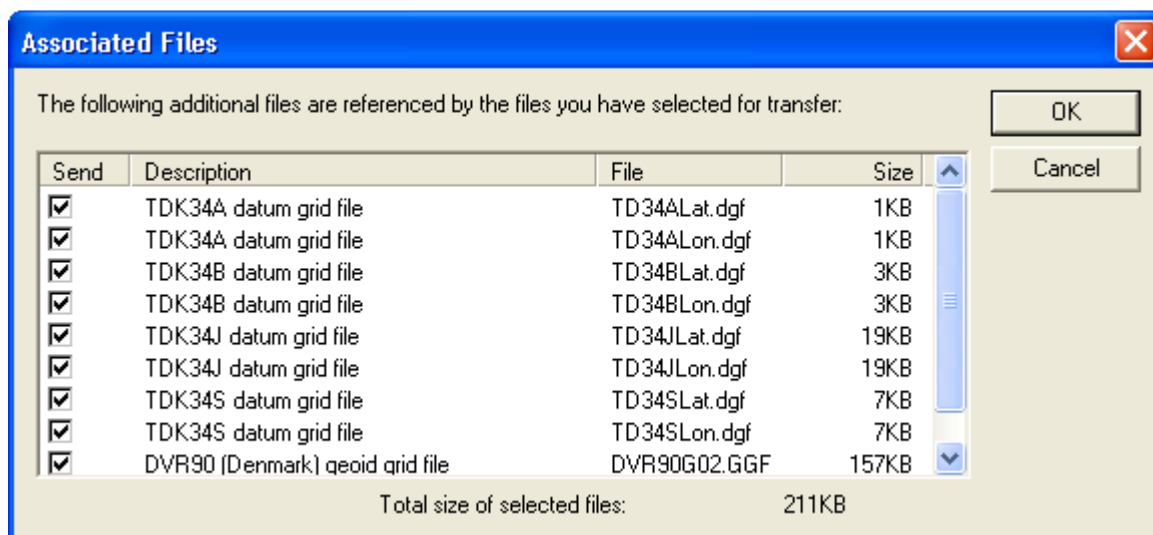 Associated Files
The following additional files are referenced by the files you have selected for transfer:
OK
Cancel
Send Description File Size
TDK34A datum grid file TD34ALat.dgf 1KB
TDK34A datum grid file TD34ALon.dgf 1KB
TDK34B datum grid file TD34BLat.dgf 3KB
TDK34B datum grid file TD34BLon.dgf 3KB
TDK34J datum grid file TD34JLat.dgf 19KB
TDK34J datum grid file TD34JLon.dgf 19KB
TDK34S datum grid file TD34SLat.dgf 7KB
TDK34S datum grid file TD34SLon.dgf 7KB
DVR90 (Denmark) geoid grid file DVR90G02.GGF 157KB
Total size of selected files: 211KB